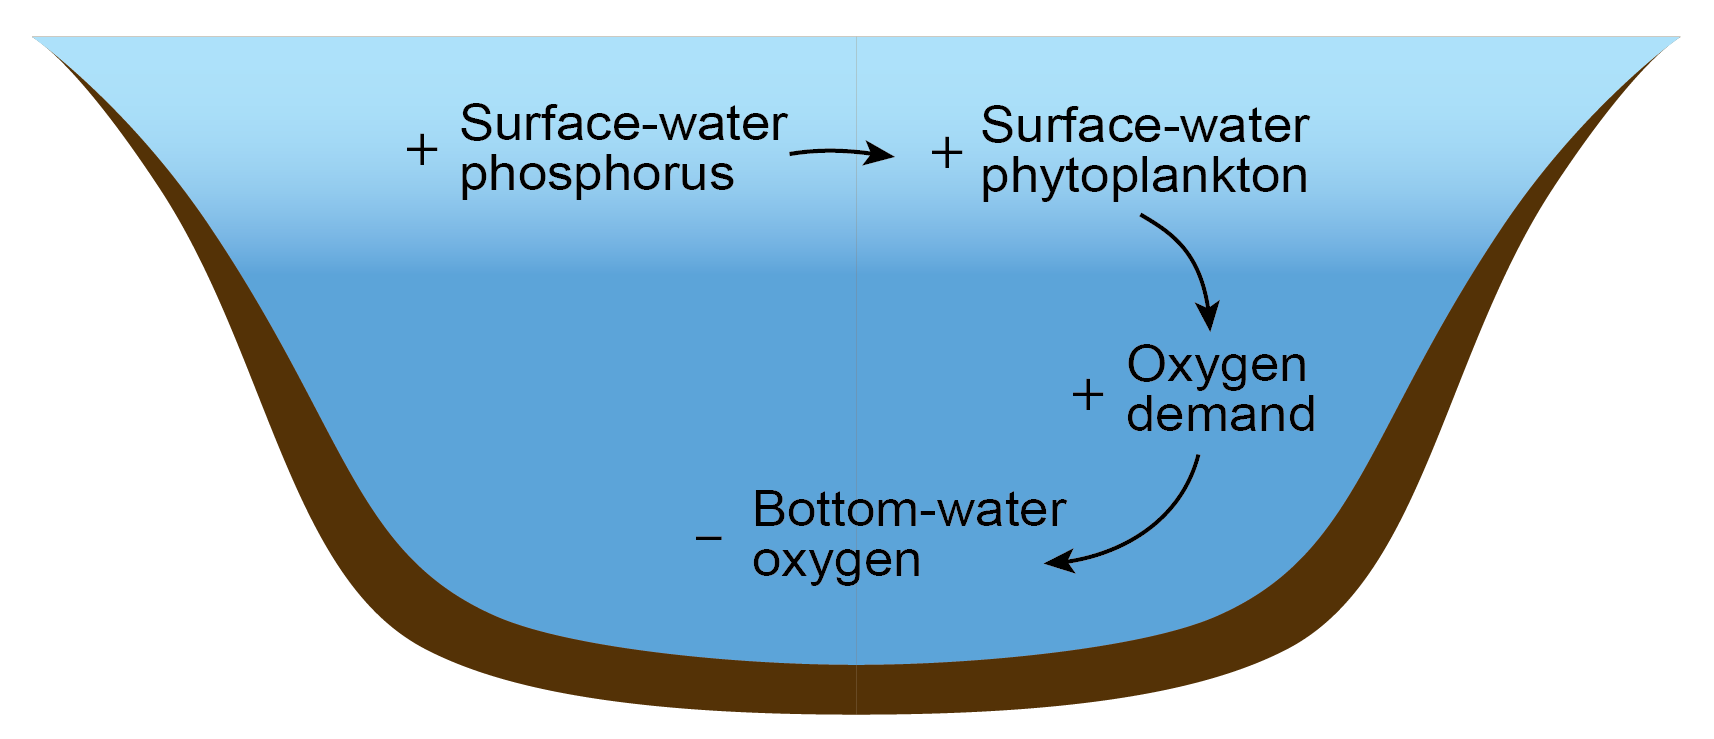 + Surface-water
phosphorus
+ Surface-water
phytoplankton
+ Oxygen
demand
– Bottom-water
oxygen